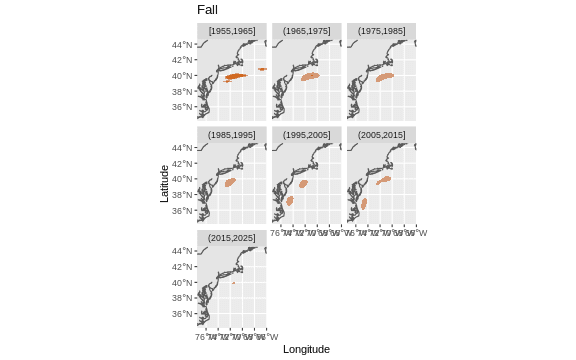 Fall
[1955,1965]
(1965,1975]
(1975,1985]
44°N
42°N
40°N
38°N
36°N
(1985,1995]
(1995,2005]
(2005,2015]
44°N
42°N
40°N
38°N
36°N
Latitude
(2015,2025]
44°N
42°N
40°N
38°N
36°N
Longitude